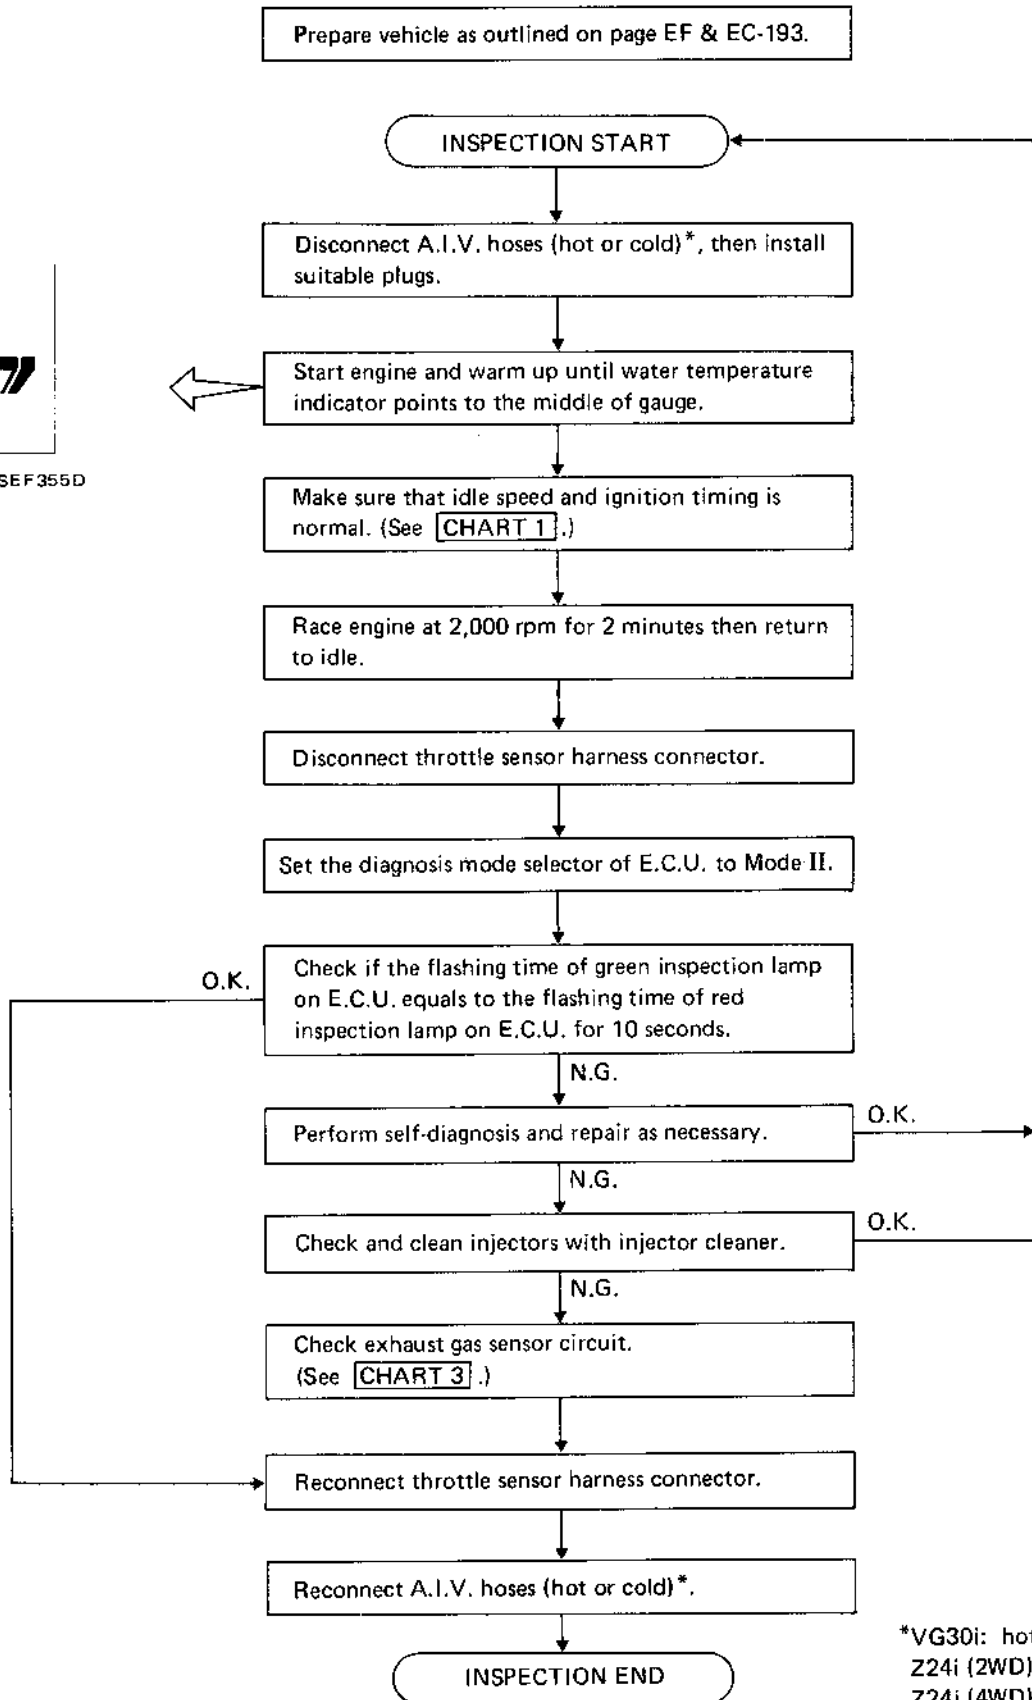 Prepare vehicle as outlined on page EF & EC-193.
INSPECTION START
Disconnect A.I.V. hoses (hot or cold)*, then install
suitable plugs.
Start engine and warm up until water temperature
indicator points to the middle of gauge.
SEF355D
Make sure that idle speed and ignition timing is
normal. (See CHART 1 .)
Race engine at 2,000 rpm for 2 minutes then return
to idle.
Disconnect throttle sensor harness connector.
Set the diagnosis mode selector of E.C.U. to Mode II.
O.K.
Check if the flashing time of green inspection lamp
on E.C.U. equals to the flashing time of red
inspection lamp on E.C.U. for 10 seconds.
N.G.
Perform self-diagnosis and repair as necessary.
O.K.
N.G.
Check and clean injectors with injector cleaner.
O.K.
N.G.
Check exhaust gas sensor circuit.
(See CHART 3 .)
Reconnect throttle sensor harness connector.
Reconnect A.I.V. hoses (hot or cold)*.
INSPECTION END
*VG30i: hot
Z24i (2WD)
Z24i (4WD)